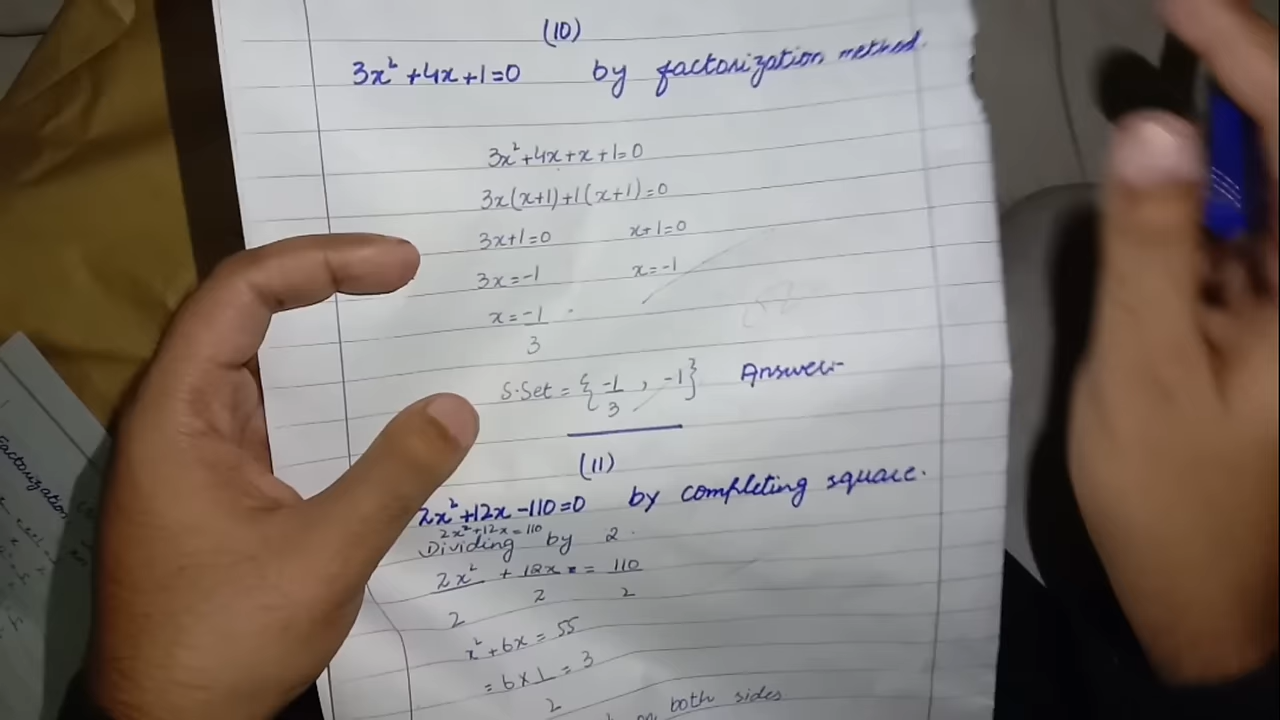 (10)
3x² + 4x + 1 = 0 by factorization method.
3x² + 4x + x + 1 = 0
3x(x+1) + 1(x+1) = 0
3x+1=0 x+1=0
3x = -1 x = -1
x = -1/3
S.Set = {-1/3, -1} Answer:-
(11)
2x² + 12x - 110 = 0 by completing square.
2x² + 12x = 110
Dividing by 2.
2x²/2 + 12x/2 = 110/2
x² + 6x = 55
= 6 × 1/2 = 3
on both sides
Factorization